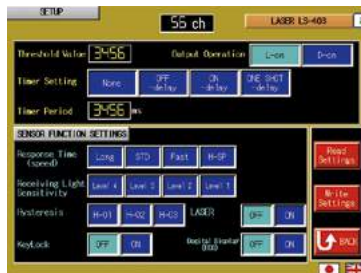 SETUP
56 ch
LASER LS-403
Threshold Value 3456 Output Operation L-on D-on
Timer Setting None OFF -delay ON -delay ONE SHOT -delay
Timer Period 3456 ms
SENSOR FUNCTION SETTINGS
Response Time (speed) Long STD Fast H-SP
Receiving Light Sensitivity Level 4 Level 3 Level 2 Level 1
Hysteresis H-01 H-02 H-03 LASER OFF ON
KeyLock OFF ON Digital Display OFF ON
Read Settings
Write Settings
BACK